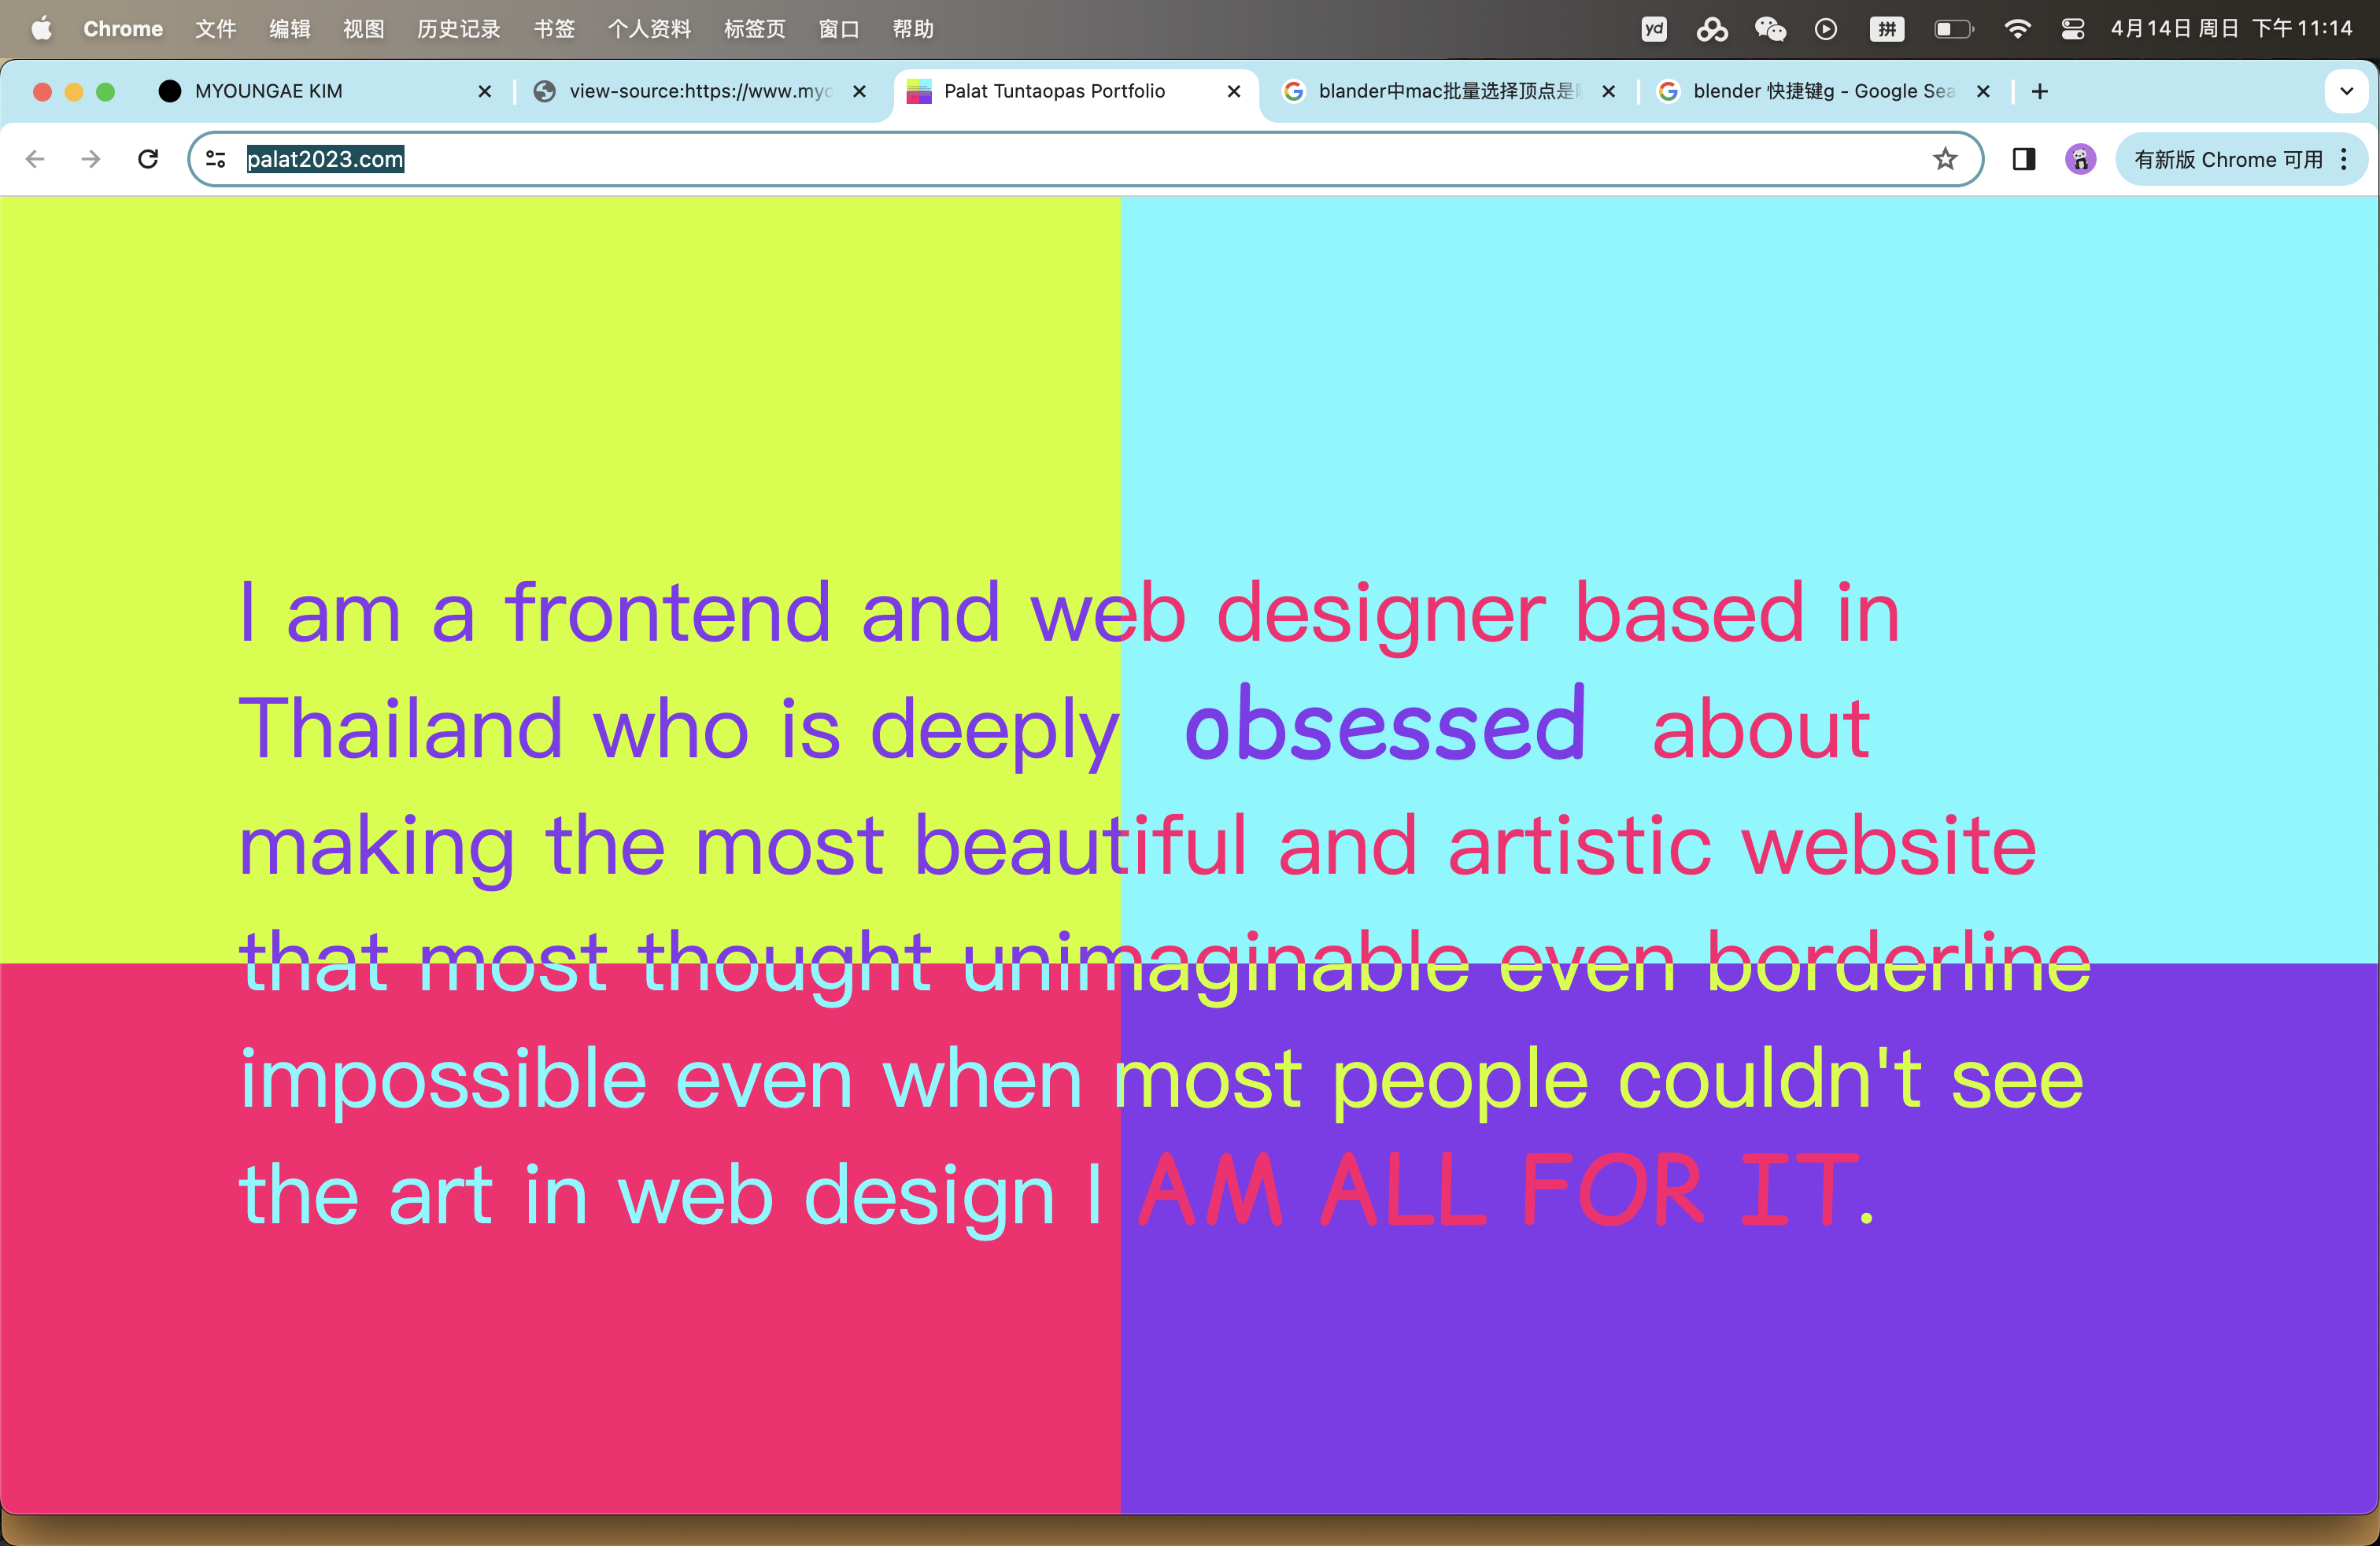 Chrome 文件 编辑 视图 历史记录 书签 个人资料 标签页 窗口 帮助 yd 拼 4月14日 周日 下午11:14
MYOUNGAE KIM view-source:https://www.myo Palat Tuntaopas Portfolio blander中mac批量选择顶点是 blender 快捷键g - Google Sea
palat2023.com 有新版 Chrome 可用
I am a frontend and web designer based in
Thailand who is deeply obsessed about
making the most beautiful and artistic website
that most thought unimaginable even borderline
impossible even when most people couldn't see
the art in web design I AM ALL FOR IT.